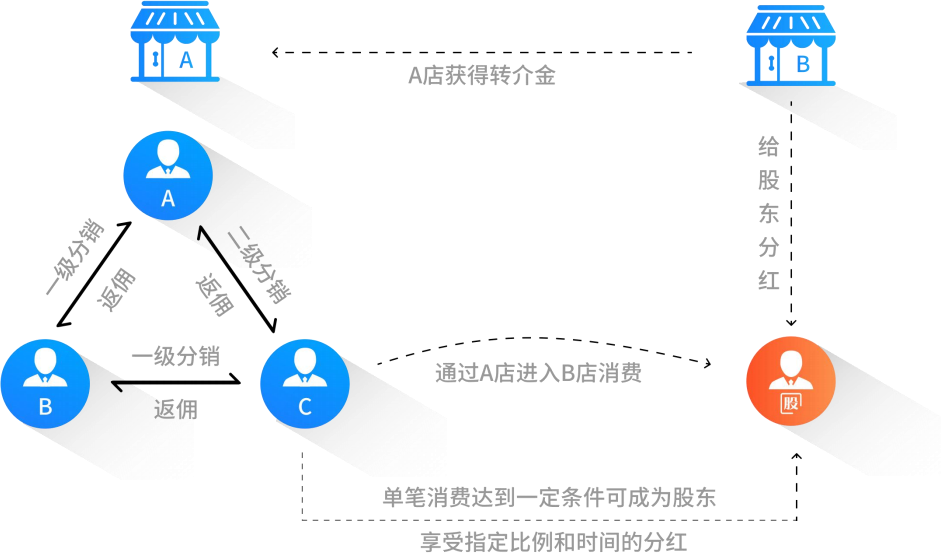 A
B
A店获得转介金
给股东分红
A
一级分销
返佣
二级分销
返佣
B
一级分销
返佣
C
通过A店进入B店消费
股
单笔消费达到一定条件可成为股东
享受指定比例和时间的分红